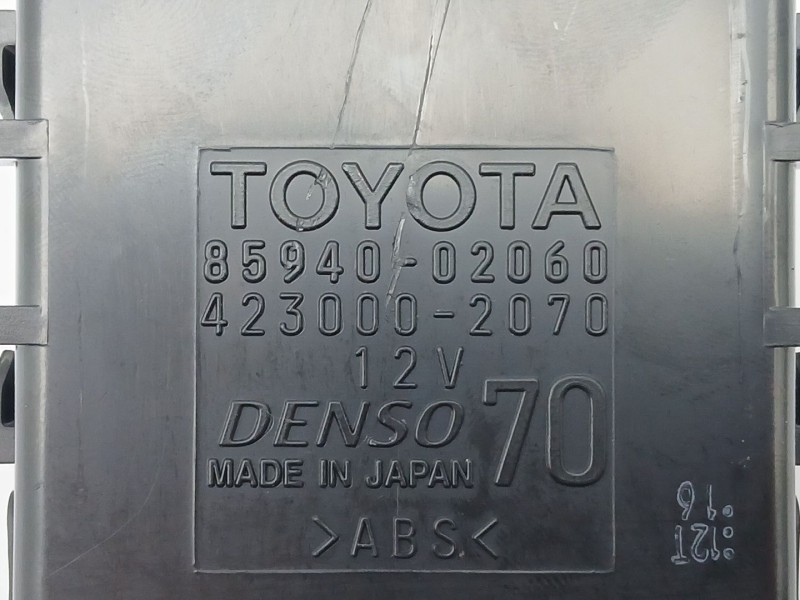 TOYOTA
85940-02060
423000-2070
12V
DENSO 70
MADE IN JAPAN
>ABS.<